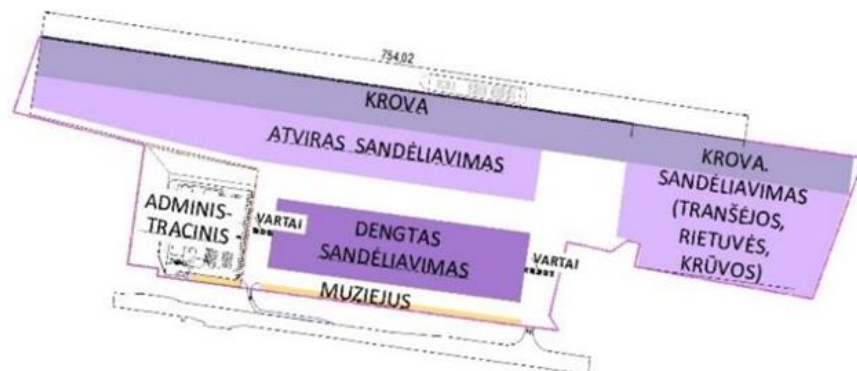 754,02
KROVA
ATVIRAS SANDĖLIAVIMAS
KROVA.
SANDĖLIAVIMAS
(TRANŠĖJOS,
RIETUVĖS,
KRŪVOS)
ADMINIS-
TRACINIS
VARTAI
DENGTAS
SANDĖLIAVIMAS
VARTAI
MUZIEJUS